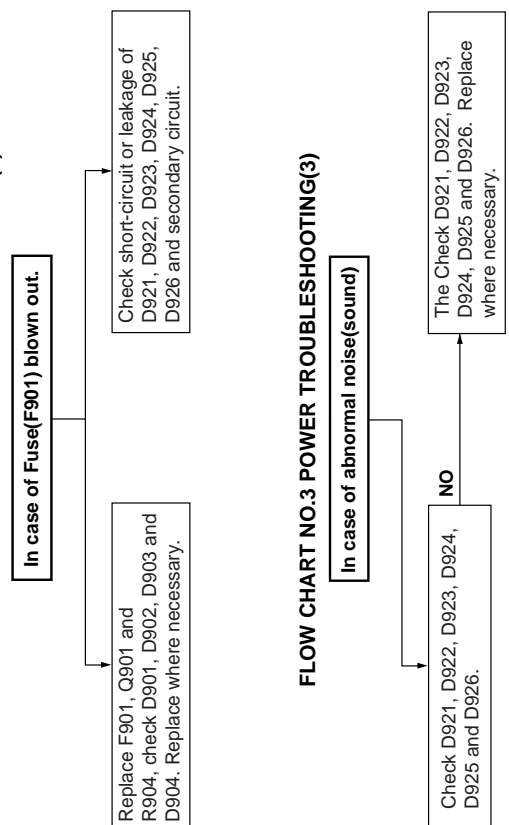 In case of Fuse(F901) blown out.
Replace F901, Q901 and
R904, check D901, D902, D903 and
D904. Replace where necessary.
Check short-circuit or leakage of
D921, D922, D923, D924, D925,
D926 and secondary circuit.
FLOW CHART NO.3 POWER TROUBLESHOOTING(3)
In case of abnormal noise(sound)
Check D921, D922, D923, D924,
D925 and D926.
NO
The Check D921, D922, D923,
D924, D925 and D926. Replace
where necessary.